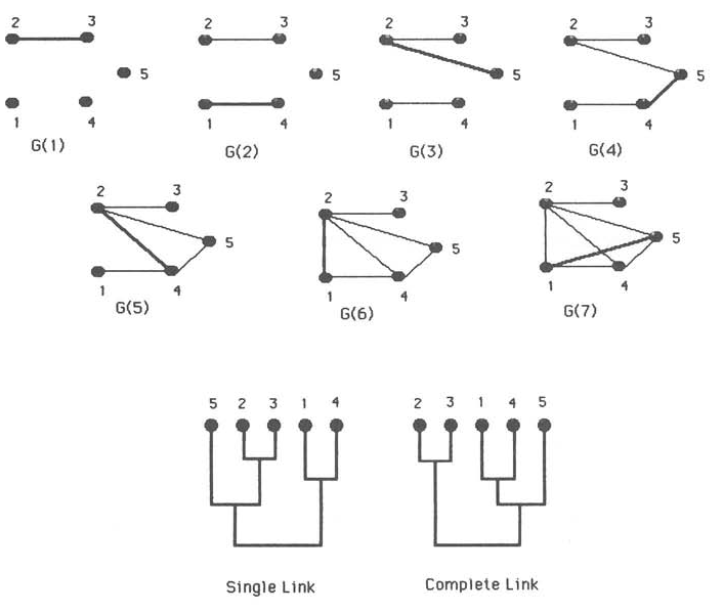 2 3 2 3 2 3 2 3
5 5 5 5
1 4 1 4 1 4 1 4
G(1) G(2) G(3) G(4)
2 3 2 3 2 3
5 5 5
1 4 1 4 1 4
G(5) G(6) G(7)
5 2 3 1 4 2 3 1 4 5
Single Link Complete Link